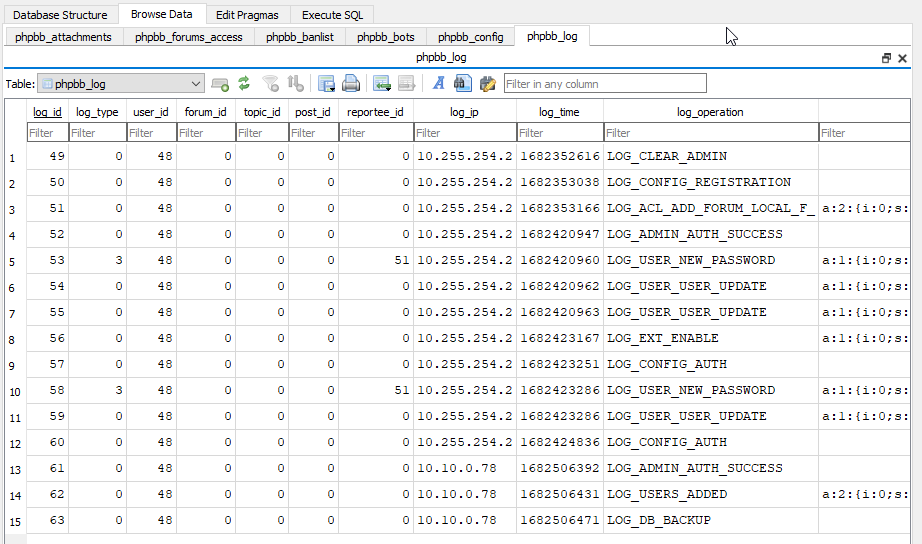 Database Structure Browse Data Edit Pragmas Execute SQL
phpbb_attachments phpbb_forums_access phpbb_banlist phpbb_bots phpbb_config phpbb_log
phpbb_log
Table: phpbb_log Filter in any column
log_id log_type user_id forum_id topic_id post_id reportee_id log_ip log_time log_operation
Filter Filter Filter Filter Filter Filter Filter Filter Filter Filter Filter
1 49 0 48 0 0 0 0 10.255.254.2 1682352616 LOG_CLEAR_ADMIN
2 50 0 48 0 0 0 0 10.255.254.2 1682353038 LOG_CONFIG_REGISTRATION
3 51 0 48 0 0 0 0 10.255.254.2 1682353166 LOG_ACL_ADD_FORUM_LOCAL_F_ a:2:{i:0;s:
4 52 0 48 0 0 0 0 10.255.254.2 1682420947 LOG_ADMIN_AUTH_SUCCESS
5 53 3 48 0 0 0 51 10.255.254.2 1682420960 LOG_USER_NEW_PASSWORD a:1:{i:0;s:
6 54 0 48 0 0 0 0 10.255.254.2 1682420962 LOG_USER_USER_UPDATE a:1:{i:0;s:
7 55 0 48 0 0 0 0 10.255.254.2 1682420963 LOG_USER_USER_UPDATE a:1:{i:0;s:
8 56 0 48 0 0 0 0 10.255.254.2 1682423167 LOG_EXT_ENABLE a:1:{i:0;s:
9 57 0 48 0 0 0 0 10.255.254.2 1682423251 LOG_CONFIG_AUTH
10 58 3 48 0 0 0 51 10.255.254.2 1682423286 LOG_USER_NEW_PASSWORD a:1:{i:0;s:
11 59 0 48 0 0 0 0 10.255.254.2 1682423286 LOG_USER_USER_UPDATE a:1:{i:0;s:
12 60 0 48 0 0 0 0 10.255.254.2 1682424836 LOG_CONFIG_AUTH
13 61 0 48 0 0 0 0 10.10.0.78 1682506392 LOG_ADMIN_AUTH_SUCCESS
14 62 0 48 0 0 0 0 10.10.0.78 1682506431 LOG_USERS_ADDED a:2:{i:0;s:
15 63 0 48 0 0 0 0 10.10.0.78 1682506471 LOG_DB_BACKUP